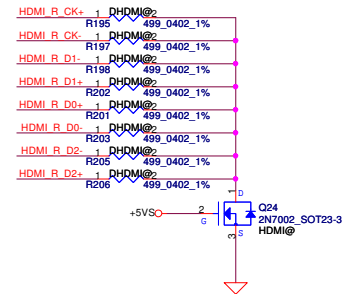 HDMI_R_CK+ 1 DHDMI@2
R195 499_0402_1%
HDMI_R_CK- 1 DHDMI@2
R197 499_0402_1%
HDMI_R_D1- 1 DHDMI@2
R198 499_0402_1%
HDMI_R_D1+ 1 DHDMI@2
R202 499_0402_1%
HDMI_R_D0+ 1 DHDMI@2
R201 499_0402_1%
HDMI_R_D0- 1 DHDMI@2
R203 499_0402_1%
HDMI_R_D2- 1 DHDMI@2
R205 499_0402_1%
HDMI_R_D2+ 1 DHDMI@2
R206 499_0402_1%
1 D
+5VS 2 G
Q24
2N7002_SOT23-3
HDMI@
3 S